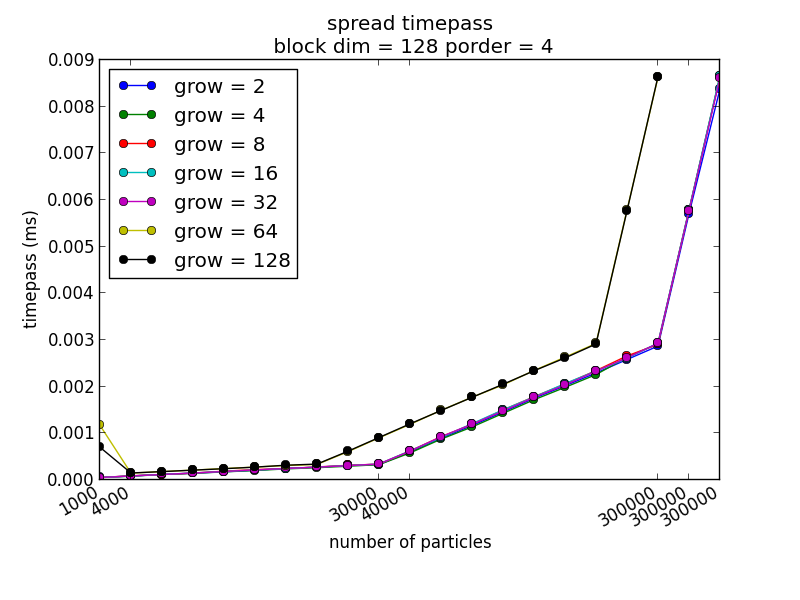 spread timepass
block dim = 128 porder = 4
0.009
0.008
0.007
0.006
0.005
0.004
0.003
0.002
0.001
0.000
timepass (ms)
grow = 2
grow = 4
grow = 8
grow = 16
grow = 32
grow = 64
grow = 128
1000
4000
30000
40000
300000
300000
300000
number of particles